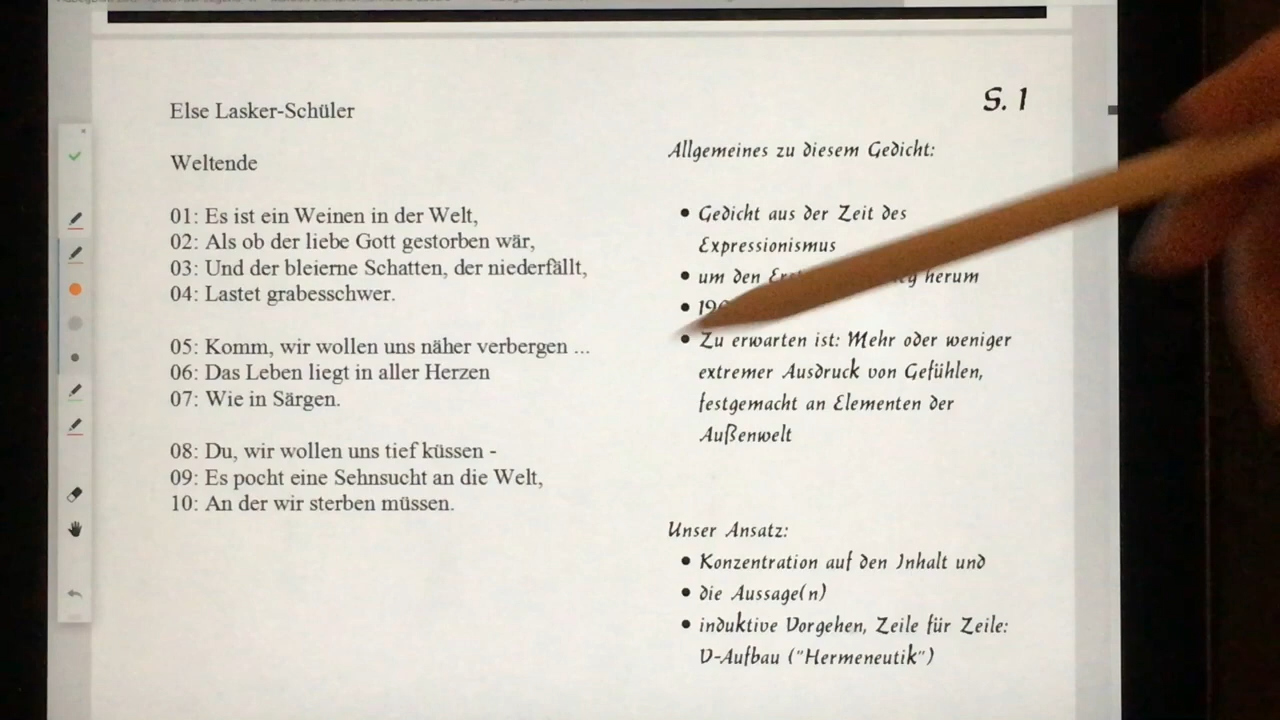 Else Lasker-Schüler
Weltende
01: Es ist ein Weinen in der Welt,
02: Als ob der liebe Gott gestorben wär,
03: Und der bleierne Schatten, der niederfällt,
04: Lastet grabesschwer.
05: Komm, wir wollen uns näher verbergen ...
06: Das Leben liegt in aller Herzen
07: Wie in Särgen.
08: Du, wir wollen uns tief küssen -
09: Es pocht eine Sehnsucht an die Welt,
10: An der wir sterben müssen.
S. 1
Allgemeines zu diesem Gedicht:
• Gedicht aus der Zeit des
Expressionismus
• um den herum
• Zu erwarten ist: Mehr oder weniger
extremer Ausdruck von Gefühlen,
festgemacht an Elementen der
Außenwelt
Unser Ansatz:
• Konzentration auf den Inhalt und
• die Aussage(n)
• induktive Vorgehen, Zeile für Zeile:
V-Aufbau ("Hermeneutik")